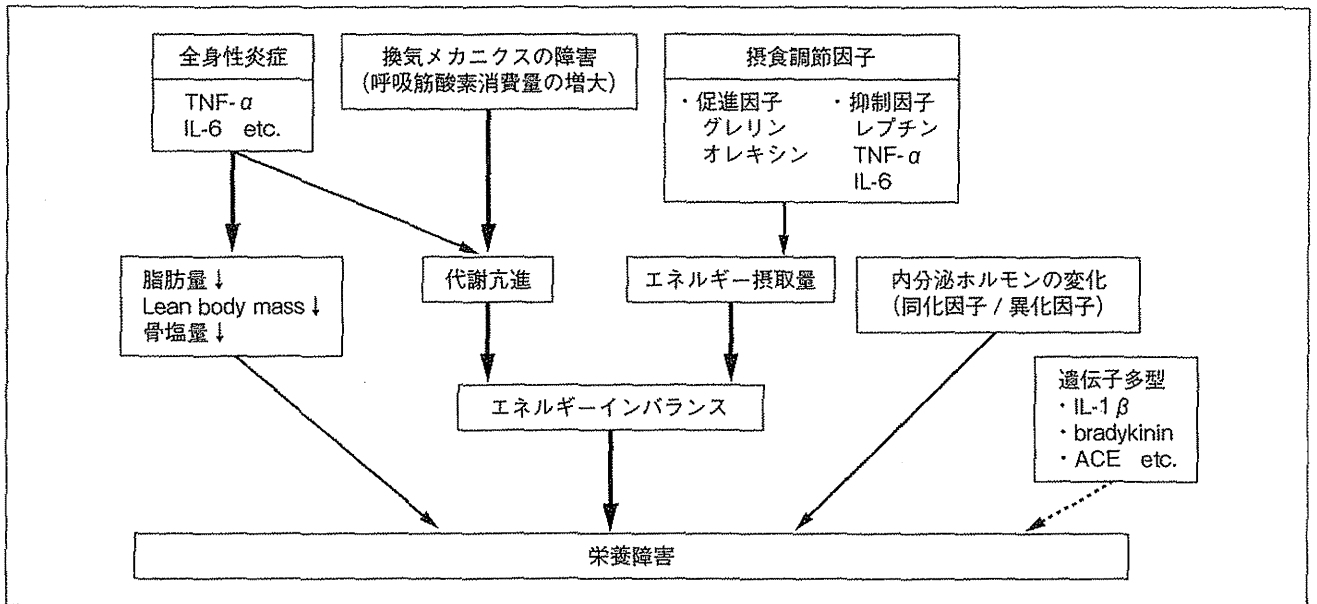 全身性炎症
TNF-α
IL-6 etc.
換気メカニクスの障害
(呼吸筋酸素消費量の増大)
摂食調節因子
・促進因子
グレリン
オレキシン
・抑制因子
レプチン
TNF-α
IL-6
脂肪量↓
Lean body mass↓
骨塩量↓
代謝亢進
エネルギー摂取量
内分泌ホルモンの変化
(同化因子/異化因子)
エネルギーインバランス
遺伝子多型
・IL-1β
・bradykinin
・ACE etc.
栄養障害